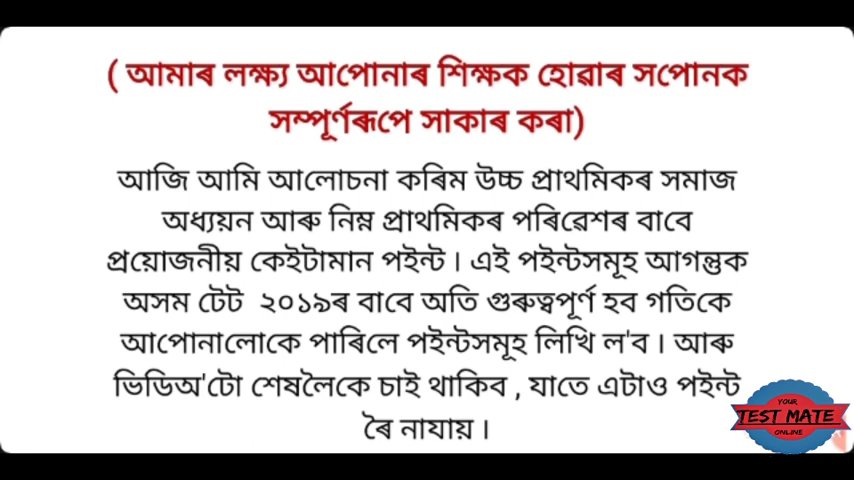 ( আমাৰ লক্ষ্য আপোনাৰ শিক্ষক হোৱাৰ সপোনক
সম্পূৰ্ণৰূপে সাকাৰ কৰা)
আজি আমি আলোচনা কৰিম উচ্চ প্ৰাথমিকৰ সমাজ
অধ্যয়ন আৰু নিম্ন প্ৰাথমিকৰ পৰিৱেশৰ বাবে
প্ৰয়োজনীয় কেইটামান পইন্ট । এই পইন্টসমূহ আগন্তুক
অসম টেট ২০১৯ৰ বাবে অতি গুৰুত্বপূৰ্ণ হব গতিকে
আপোনালোকে পাৰিলে পইন্টসমূহ লিখি ল'ব । আৰু
ভিডিঅ'টো শেষলৈকে চাই থাকিব , যাতে এটাও পইন্ট
ৰৈ নাযায় ।
YOUR
TEST MATE
ONLINE